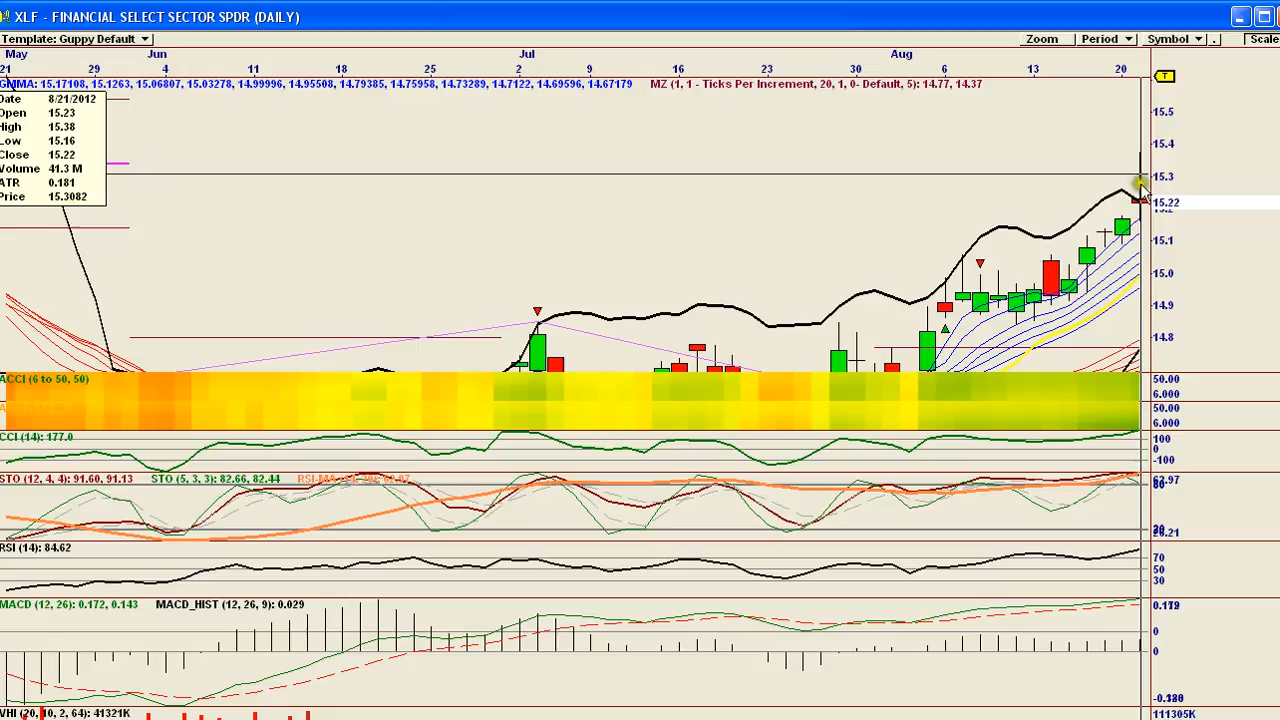 XLF - FINANCIAL SELECT SECTOR SPDR (DAILY)
Template: Guppy Default
Zoom Period Symbol . Scale
May Jun Jul Aug
21 29 4 11 18 25 2 9 16 23 30 6 13 20
GMMA: 15.17108, 15.1263, 15.06807, 15.03278, 14.99996, 14.95508, 14.79385, 14.75958, 14.73289, 14.7122, 14.69596, 14.67179 MZ (1, 1 - Ticks Per Increment, 20, 1, 0- Default, 5): 14.77, 14.37
T
Date 8/21/2012
Open 15.23
High 15.38
Low 15.16
Close 15.22
Volume 41.3 M
ATR 0.181
Price 15.3082
15.5
15.4
15.3
15.22
15.1
15.0
14.9
14.8
ACCI (6 to 50, 50)
50.00
6.000
50.00
6.000
CCI (14): 177.0
100
0
-100
STO (12, 4, 4): 91.60, 91.13 STO (5, 3, 3): 82.66, 82.44
RSI (14): 84.62
70
50
30
MACD (12, 26): 0.172, 0.143 MACD_HIST (12, 26, 9): 0.029
0
0
VHI (20, 10, 2, 64): 41321K
111305K